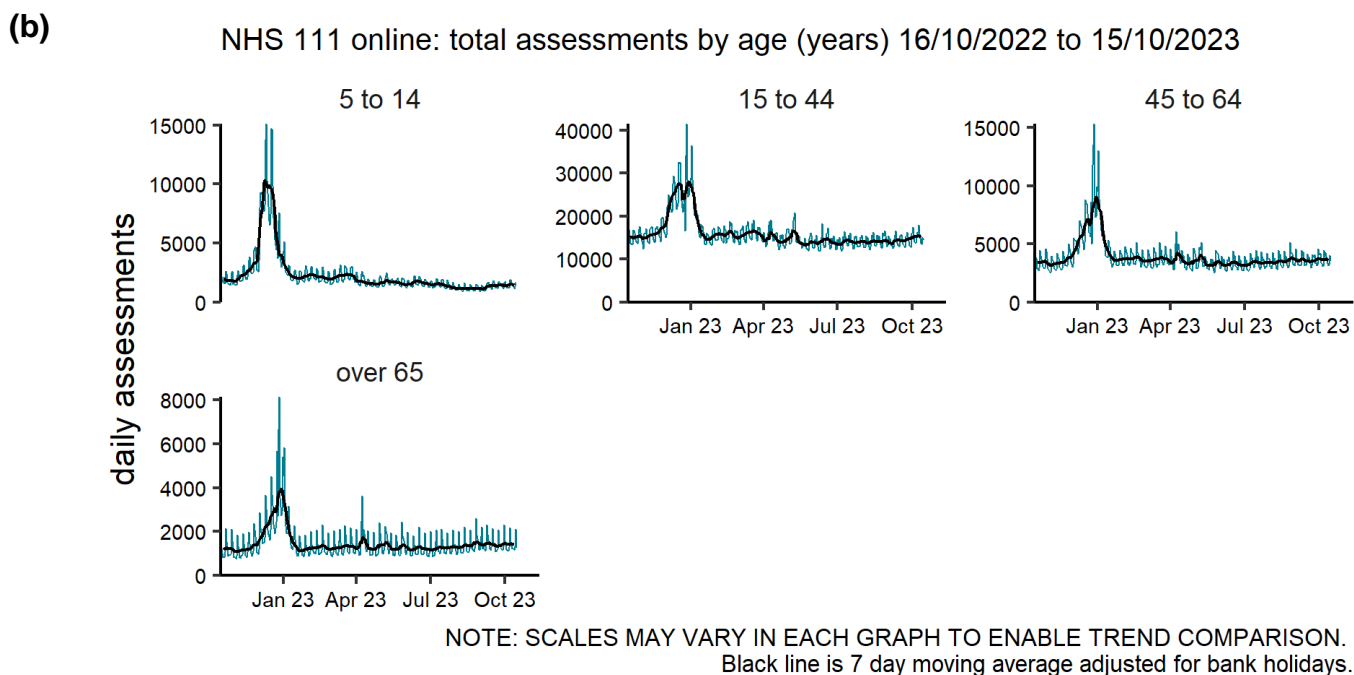 (b)
NHS 111 online: total assessments by age (years) 16/10/2022 to 15/10/2023
daily assessments
5 to 14
15000
10000
5000
0
15 to 44
40000
30000
20000
10000
0
Jan 23 Apr 23 Jul 23 Oct 23
45 to 64
15000
10000
5000
0
Jan 23 Apr 23 Jul 23 Oct 23
over 65
8000
6000
4000
2000
0
Jan 23 Apr 23 Jul 23 Oct 23
NOTE: SCALES MAY VARY IN EACH GRAPH TO ENABLE TREND COMPARISON.
Black line is 7 day moving average adjusted for bank holidays.